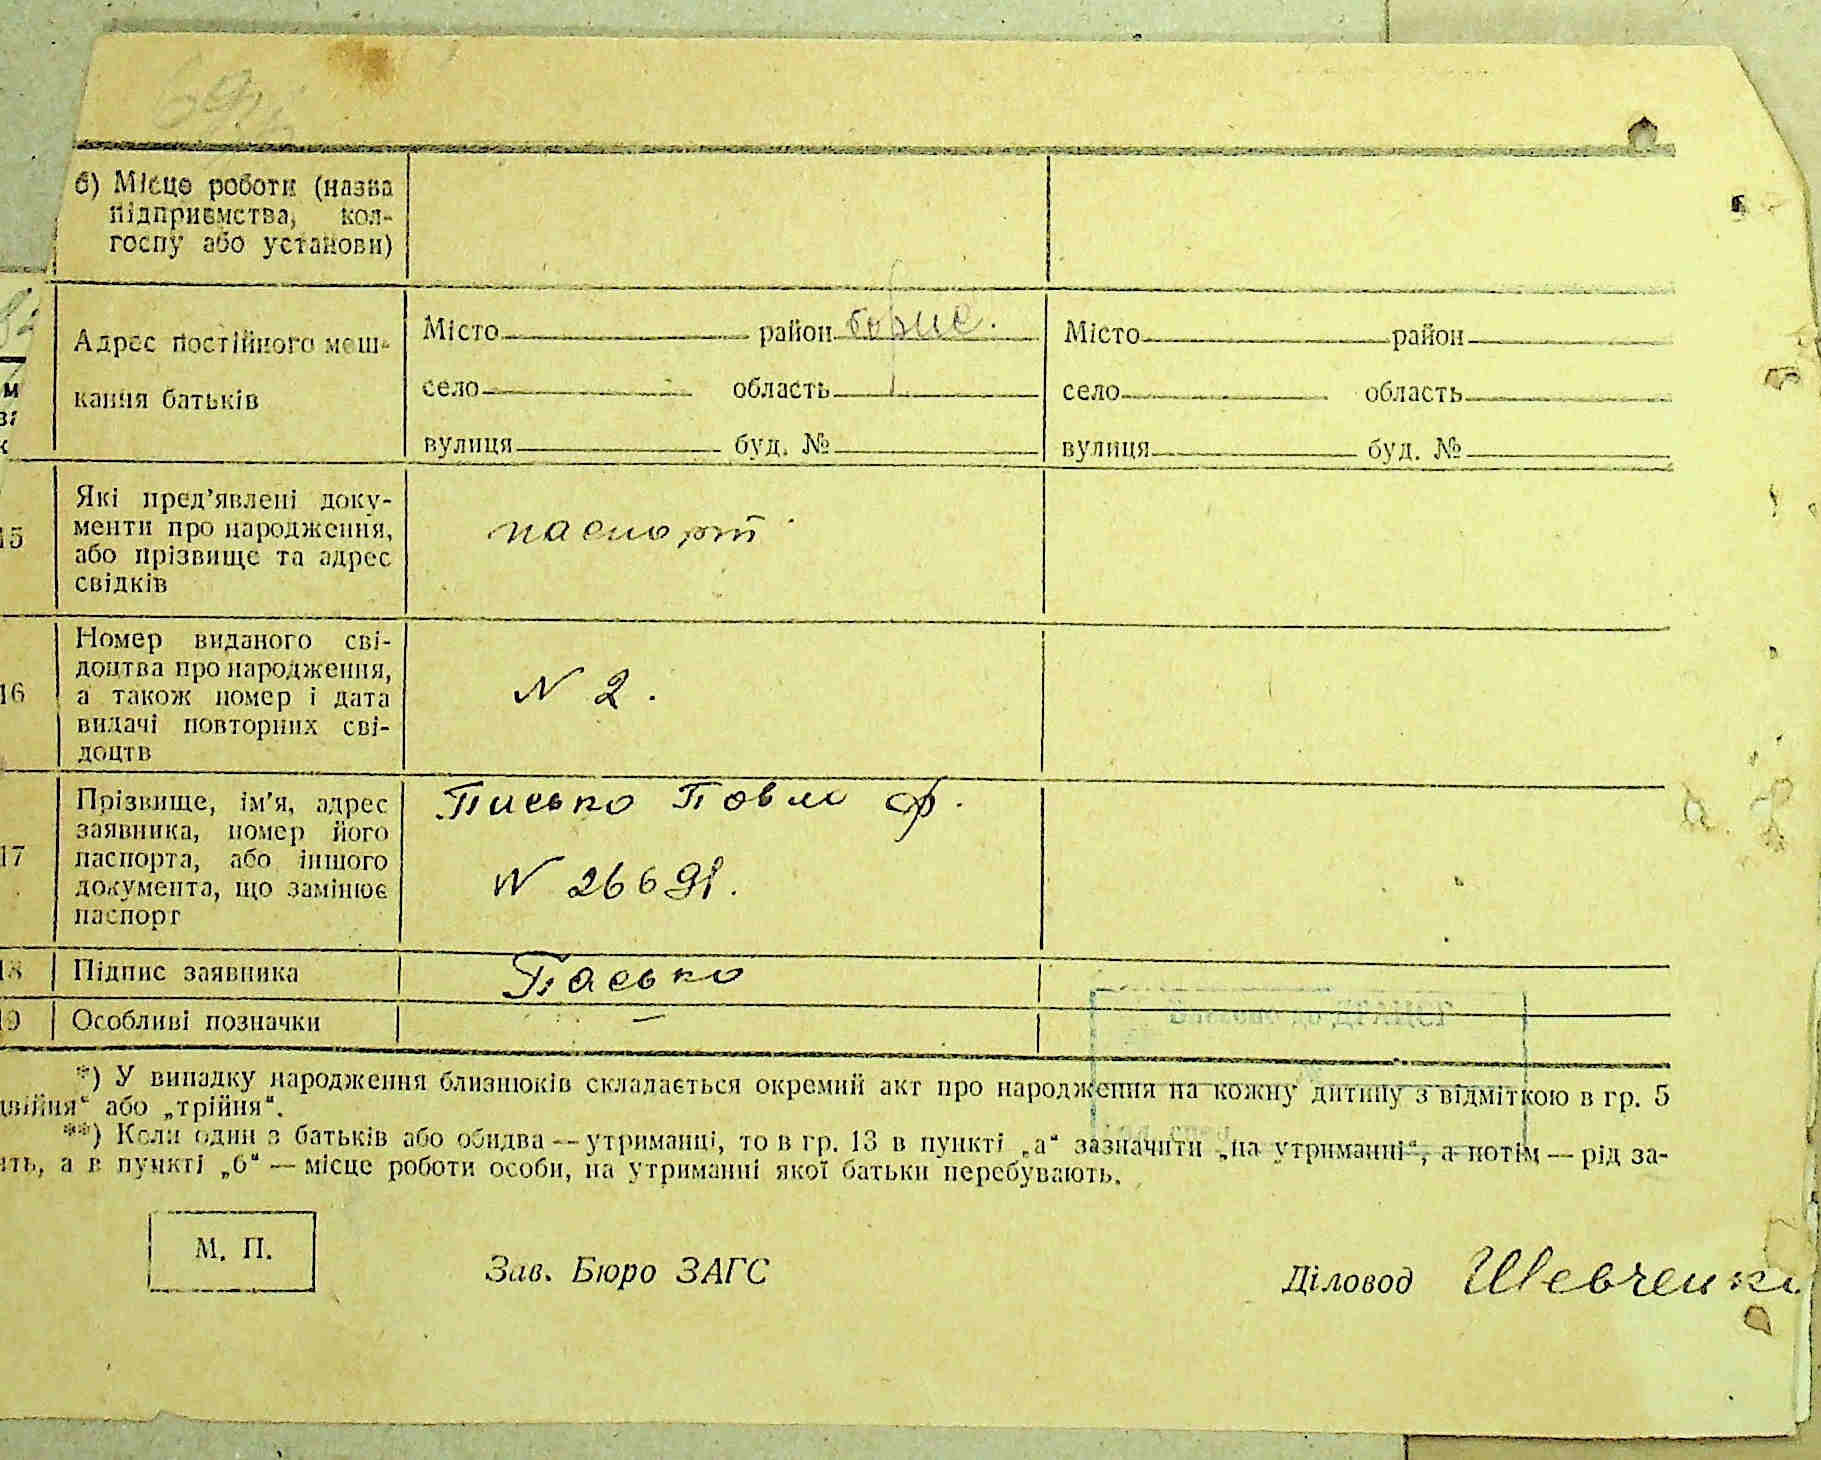 б) Місце роботи (назва
підприємства, кол-
госпу або установи)
Адрес постійного меш-
кання батьків
Місто район борис.
село область
вулиця буд. №
Місто район
село область
вулиця буд. №
15
Які пред'явлені доку-
менти про народження,
або прізвище та адрес
свідків
паспорт
16
Номер виданого сві-
доцтва про народження,
а також номер і дата
видачі повторних сві-
доцтв
N 2.
17
Прізвище, ім'я, адрес
заявника, номер його
паспорта, або іншого
документа, що замінює
паспорт
Ф.
N 26691.
18 Підпис заявника Пасько
19 Особливі позначки —
*) У випадку народження близнюків складається окремий акт про народження на кожну дитину з відміткою в гр. 5
двійня“ або „трійня“.
**) Коли один з батьків або обидва — утриманці, то в гр. 13 в пункті „а“ зазначити „на утриманні“, а потім — рід за-
ять, а в пункті „б“ — місце роботи особи, на утриманні якої батьки перебувають.
М. П.
Зав. Бюро ЗАГС
Діловод Шевченко